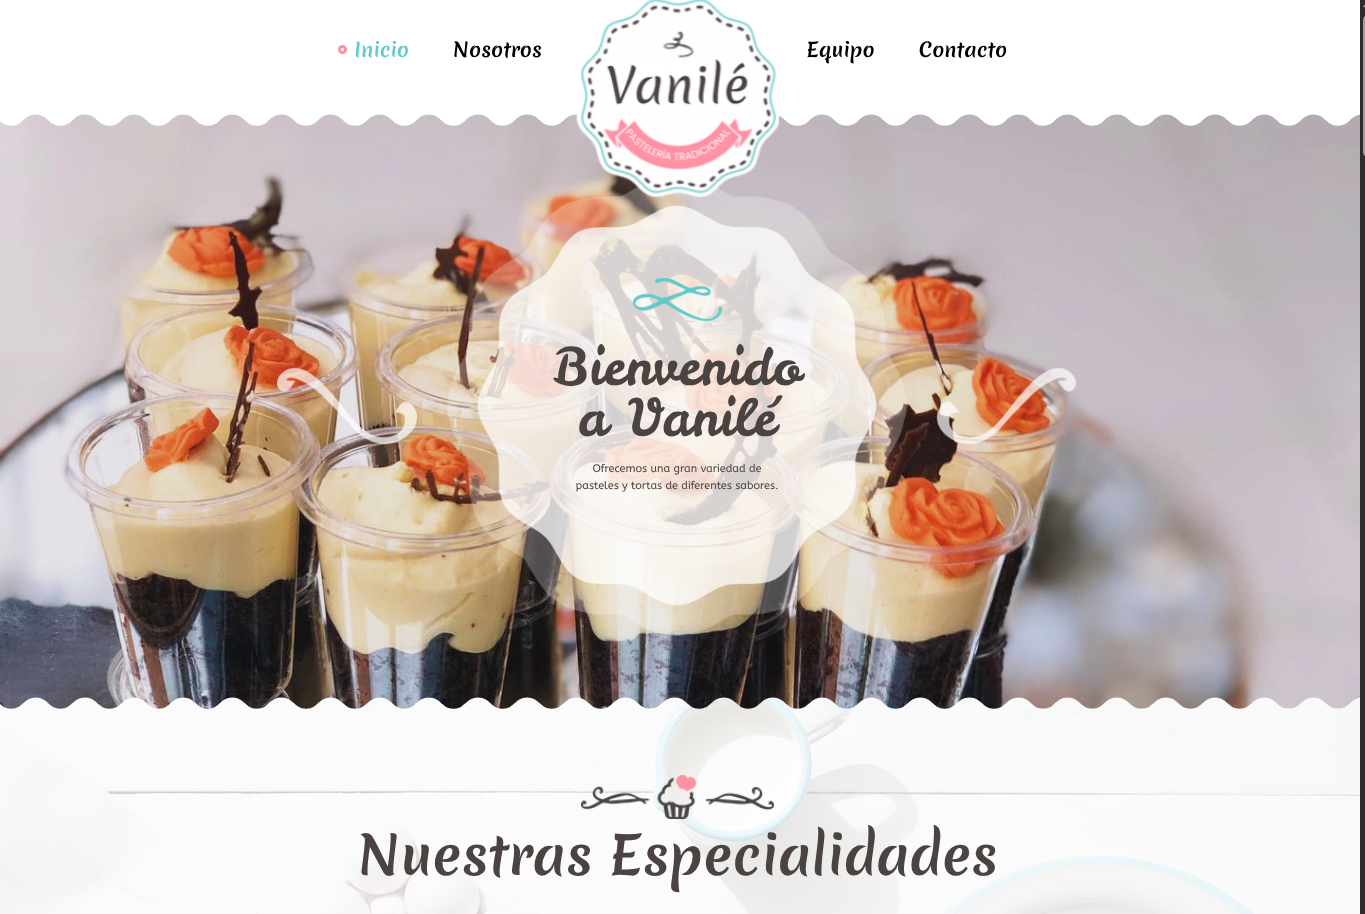 Inicio
Nosotros
Vanilé
PASTELERÍA TRADICIONAL
Equipo
Contacto
Bienvenido
a Vanilé
Ofrecemos una gran variedad de
pasteles y tortas de diferentes sabores.
Nuestras Especialidades